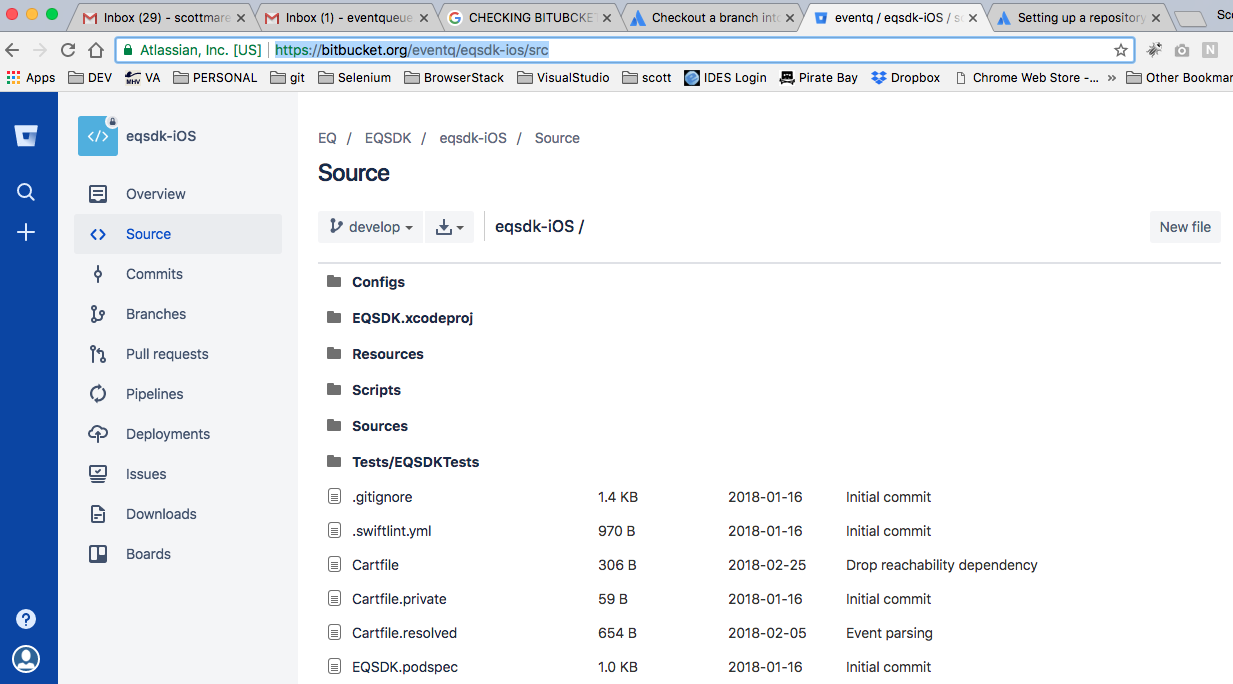 Inbox (29) - scottmare
Inbox (1) - eventqueue
CHECKING BITUBCKET
Checkout a branch into
eventq / eqsdk-iOS / s
Setting up a repository
Sco
Atlassian, Inc. [US] https://bitbucket.org/eventq/eqsdk-ios/src
N
Apps DEV VA PERSONAL git Selenium BrowserStack VisualStudio scott IDES Login Pirate Bay Dropbox Chrome Web Store -... » Other Bookmar
MHV
eqsdk-iOS
Overview
Source
Commits
Branches
Pull requests
Pipelines
Deployments
Issues
Downloads
Boards
EQ / EQSDK / eqsdk-iOS / Source
Source
develop eqsdk-iOS / New file
Configs
EQSDK.xcodeproj
Resources
Scripts
Sources
Tests/EQSDKTests
.gitignore 1.4 KB 2018-01-16 Initial commit
.swiftlint.yml 970 B 2018-01-16 Initial commit
Cartfile 306 B 2018-02-25 Drop reachability dependency
Cartfile.private 59 B 2018-01-16 Initial commit
Cartfile.resolved 654 B 2018-02-05 Event parsing
EQSDK.podspec 1.0 KB 2018-01-16 Initial commit